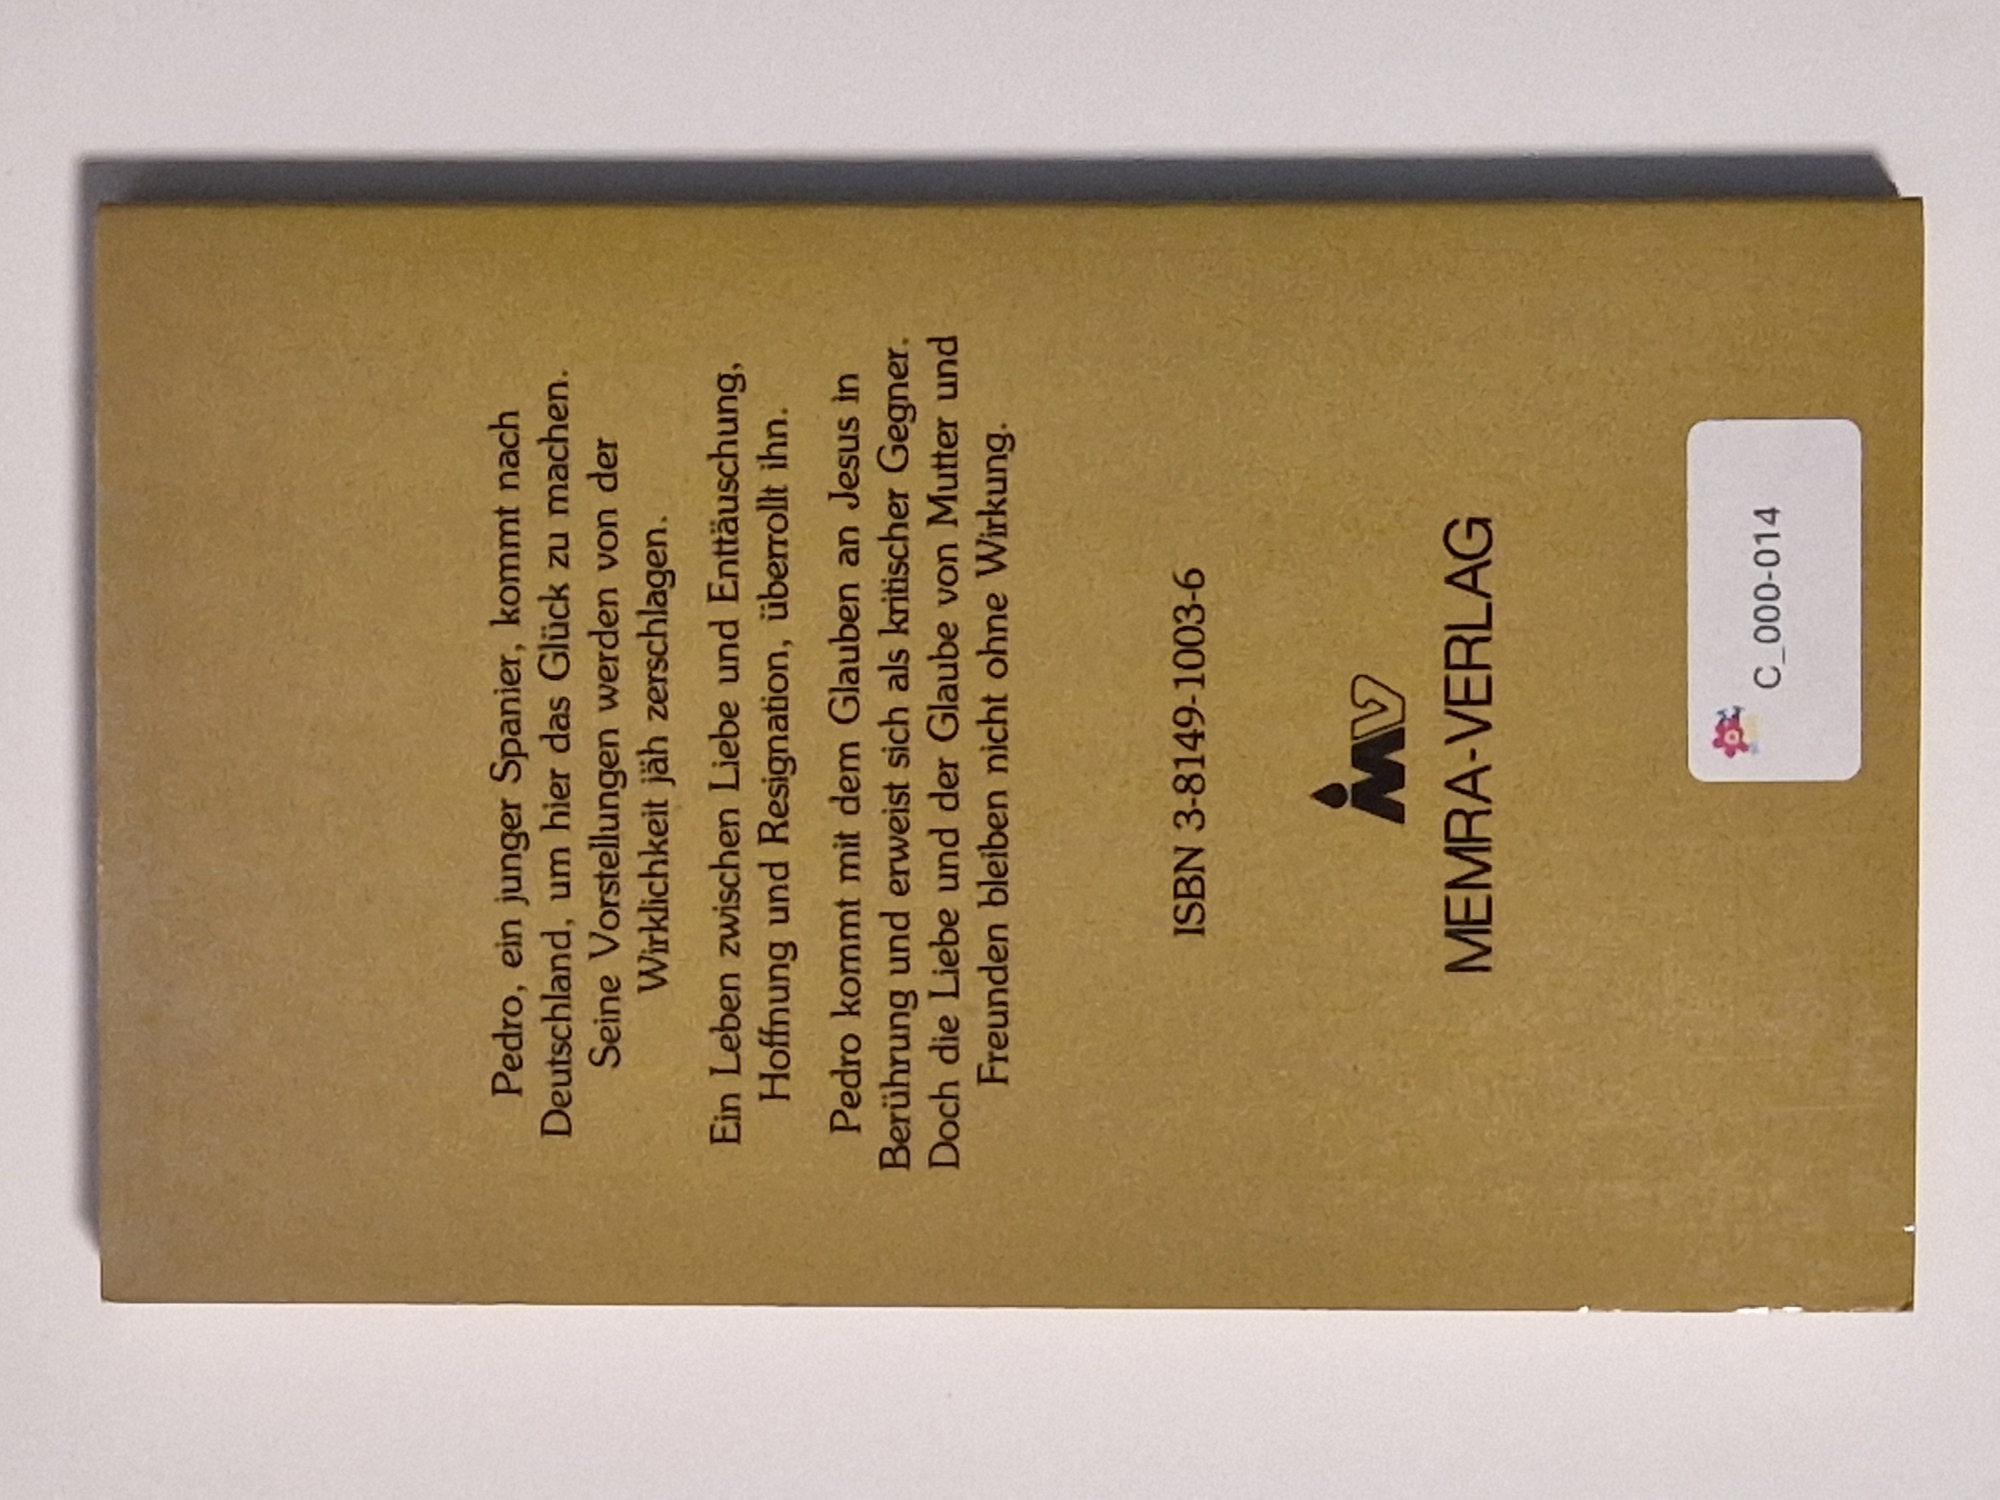 Pedro, ein junger Spanier, kommt nach
Deutschland, um hier das Glück zu machen.
Seine Vorstellungen werden von der
Wirklichkeit jäh zerschlagen.
Ein Leben zwischen Liebe und Enttäuschung,
Hoffnung und Resignation, überrollt ihn.
Pedro kommt mit dem Glauben an Jesus in
Berührung und erweist sich als kritischer Gegner.
Doch die Liebe und der Glaube von Mutter und
Freunden bleiben nicht ohne Wirkung.
ISBN 3-8149-1003-6
MV
MEMRA-VERLAG
C_000-014